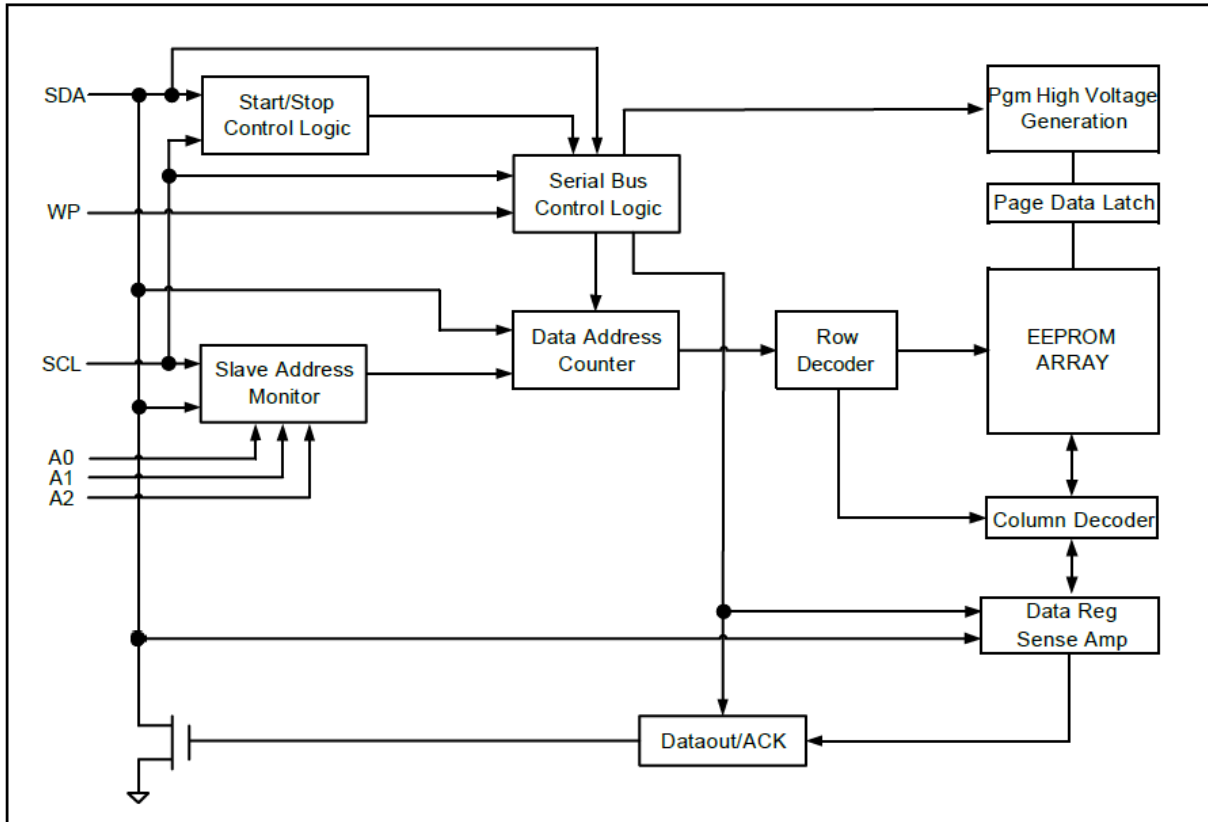 SDA
Start/Stop
Control Logic
Pgm High Voltage
Generation
WP
Serial Bus
Control Logic
Page Data Latch
SCL
Slave Address
Monitor
Data Address
Counter
Row
Decoder
EEPROM
ARRAY
A0
A1
A2
Column Decoder
Data Reg
Sense Amp
Dataout/ACK